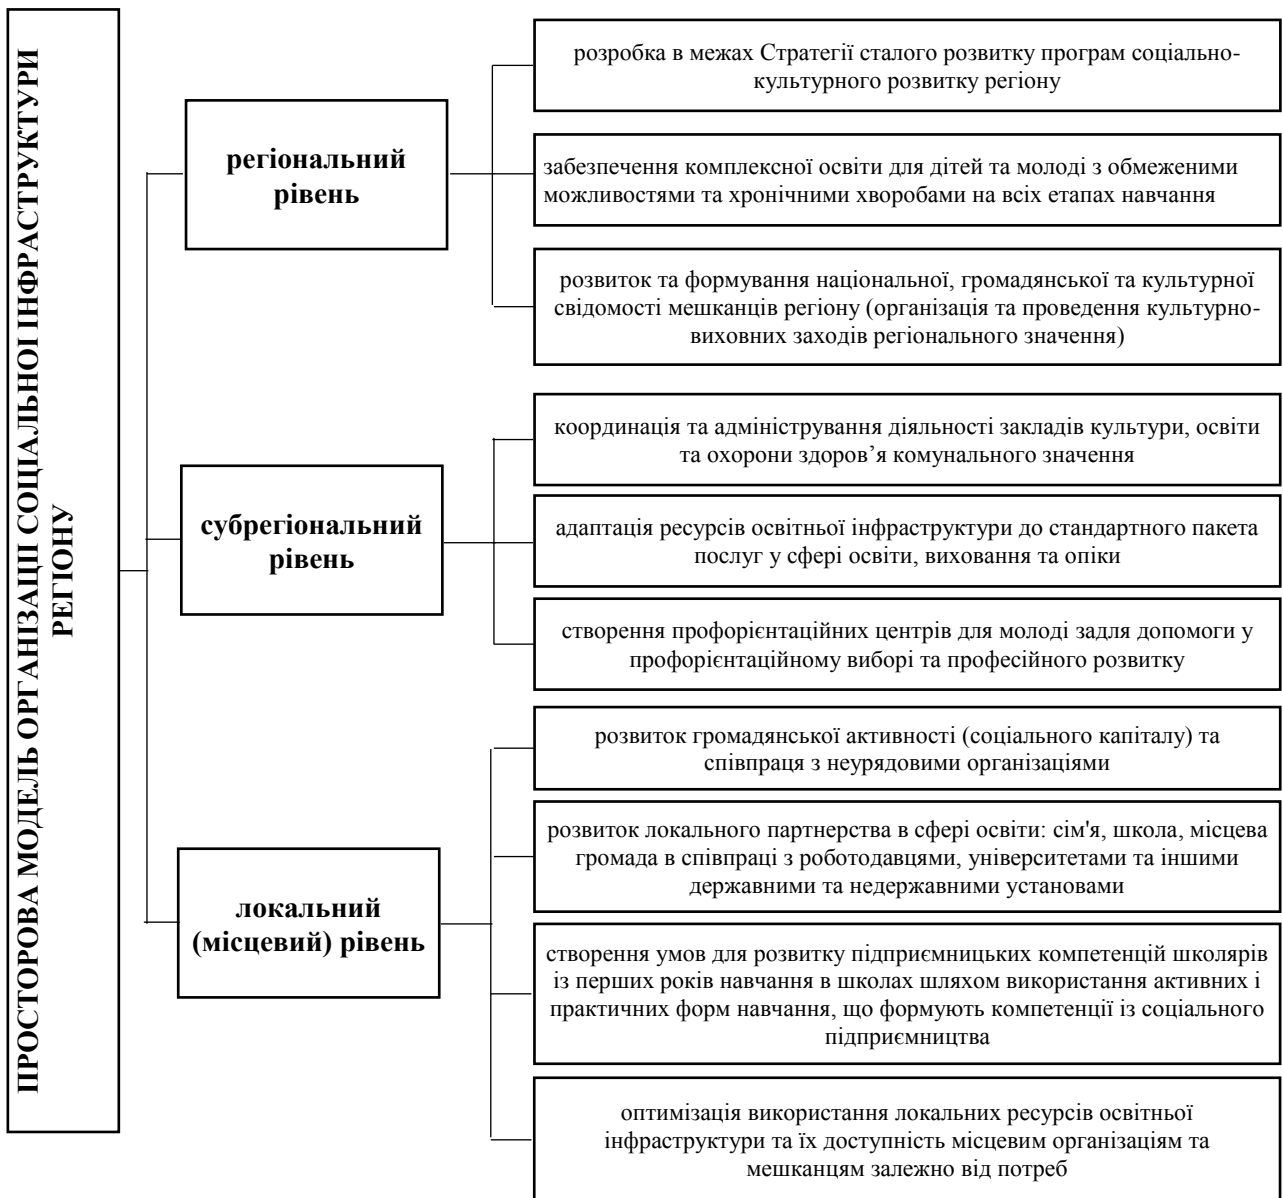 ПРОСТОРОВА МОДЕЛЬ ОРГАНІЗАЦІЇ СОЦІАЛЬНОЇ ІНФРАСТРУКТУРИ
РЕГІОНУ
регіональний
рівень
розробка в межах Стратегії сталого розвитку програм соціально-
культурного розвитку регіону
забезпечення комплексної освіти для дітей та молоді з обмеженими
можливостями та хронічними хворобами на всіх етапах навчання
розвиток та формування національної, громадянської та культурної
свідомості мешканців регіону (організація та проведення культурно-
виховних заходів регіонального значення)
субрегіональний
рівень
координація та адміністрування діяльності закладів культури, освіти
та охорони здоров’я комунального значення
адаптація ресурсів освітньої інфраструктури до стандартного пакета
послуг у сфері освіти, виховання та опіки
створення профорієнтаційних центрів для молоді задля допомоги у
профорієнтаційному виборі та професійного розвитку
локальний
(місцевий) рівень
розвиток громадянської активності (соціального капіталу) та
співпраця з неурядовими організаціями
розвиток локального партнерства в сфері освіти: сім'я, школа, місцева
громада в співпраці з роботодавцями, університетами та іншими
державними та недержавними установами
створення умов для розвитку підприємницьких компетенцій школярів
із перших років навчання в школах шляхом використання активних і
практичних форм навчання, що формують компетенції із соціального
підприємництва
оптимізація використання локальних ресурсів освітньої
інфраструктури та їх доступність місцевим організаціям та
мешканцям залежно від потреб